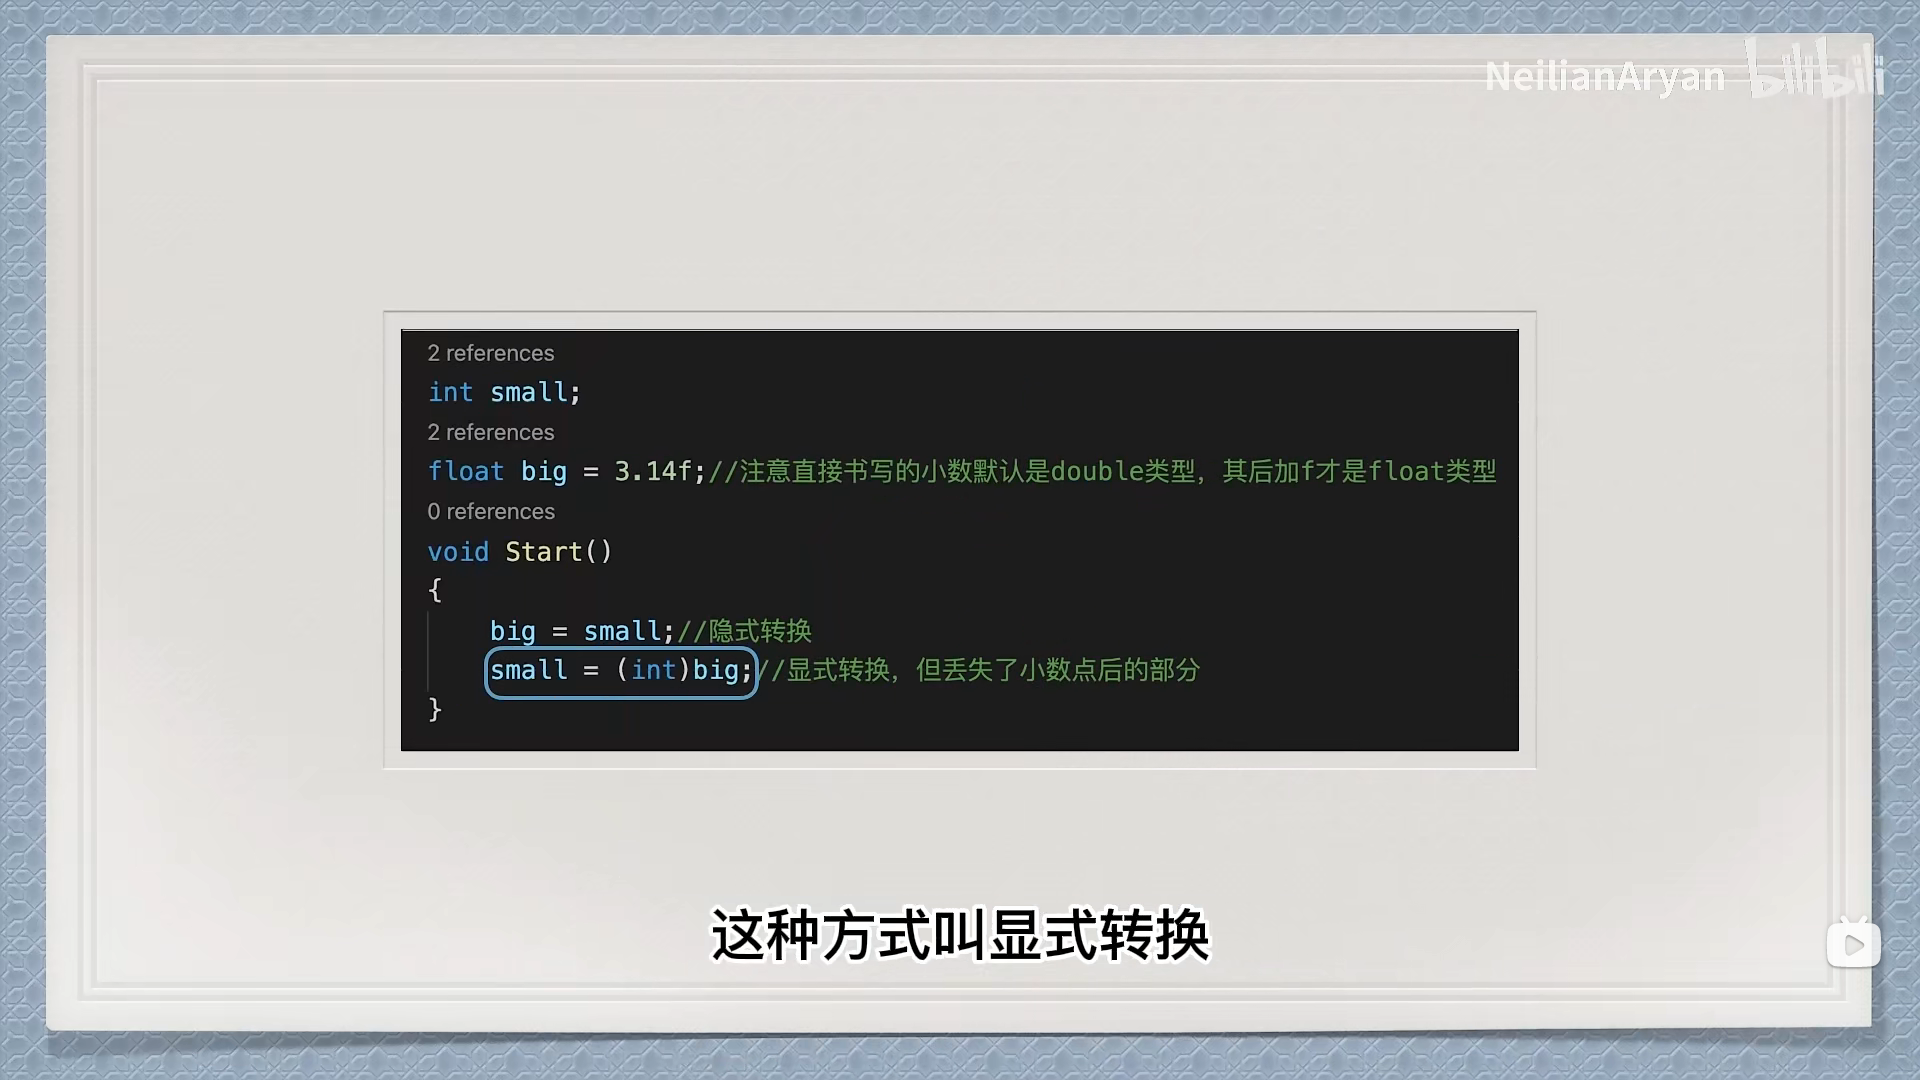 NeilianAryan bilibili
2 references
int small;
2 references
float big = 3.14f;//注意直接书写的小数默认是double类型，其后加f才是float类型
0 references
void Start()
{
big = small;//隐式转换
small = (int)big;//显式转换，但丢失了小数点后的部分
}
这种方式叫显式转换